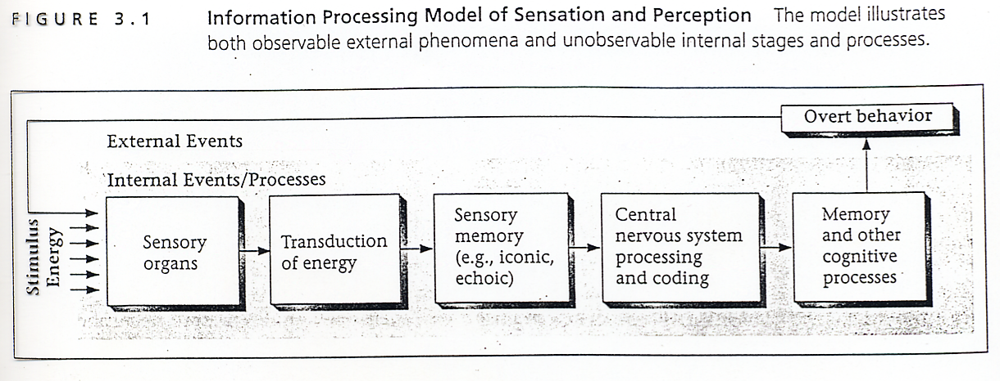 FIGURE 3.1 Information Processing Model of Sensation and Perception The model illustrates
both observable external phenomena and unobservable internal stages and processes.
Overt behavior
External Events
Internal Events/Processes
Stimulus
Energy
Sensory
organs
Transduction
of energy
Sensory
memory
(e.g., iconic,
echoic)
Central
nervous system
processing
and coding
Memory
and other
cognitive
processes